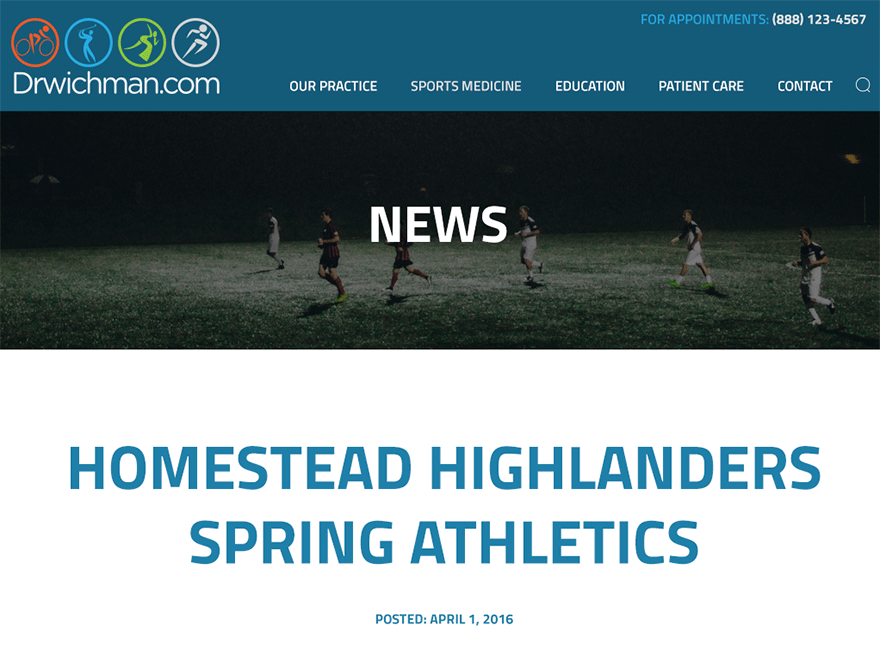 FOR APPOINTMENTS: (888) 123-4567
Drwichman.com
OUR PRACTICE SPORTS MEDICINE EDUCATION PATIENT CARE CONTACT
NEWS
HOMESTEAD HIGHLANDERS
SPRING ATHLETICS
POSTED: APRIL 1, 2016